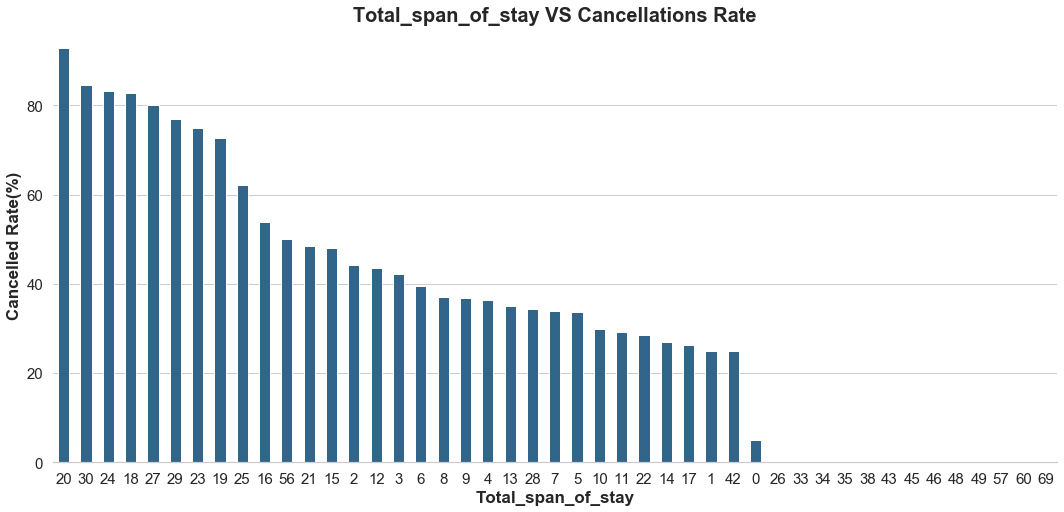 Total_span_of_stay VS Cancellations Rate
80
60
40
20
0
Cancelled Rate(%)
20 30 24 18 27 29 23 19 25 16 56 21 15 2 12 3 6 8 9 4 13 28 7 5 10 11 22 14 17 1 42 0 26 33 34 35 38 43 45 46 48 49 57 60 69
Total_span_of_stay